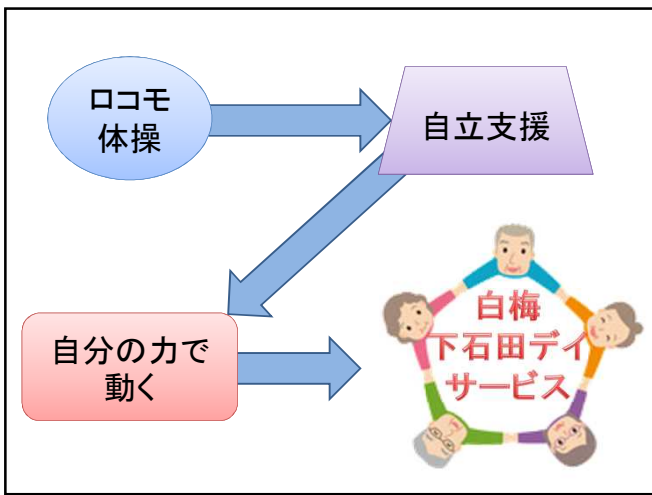 ロコモ
体操
自立支援
自分の力で
動く
白梅
下石田デイ
サービス